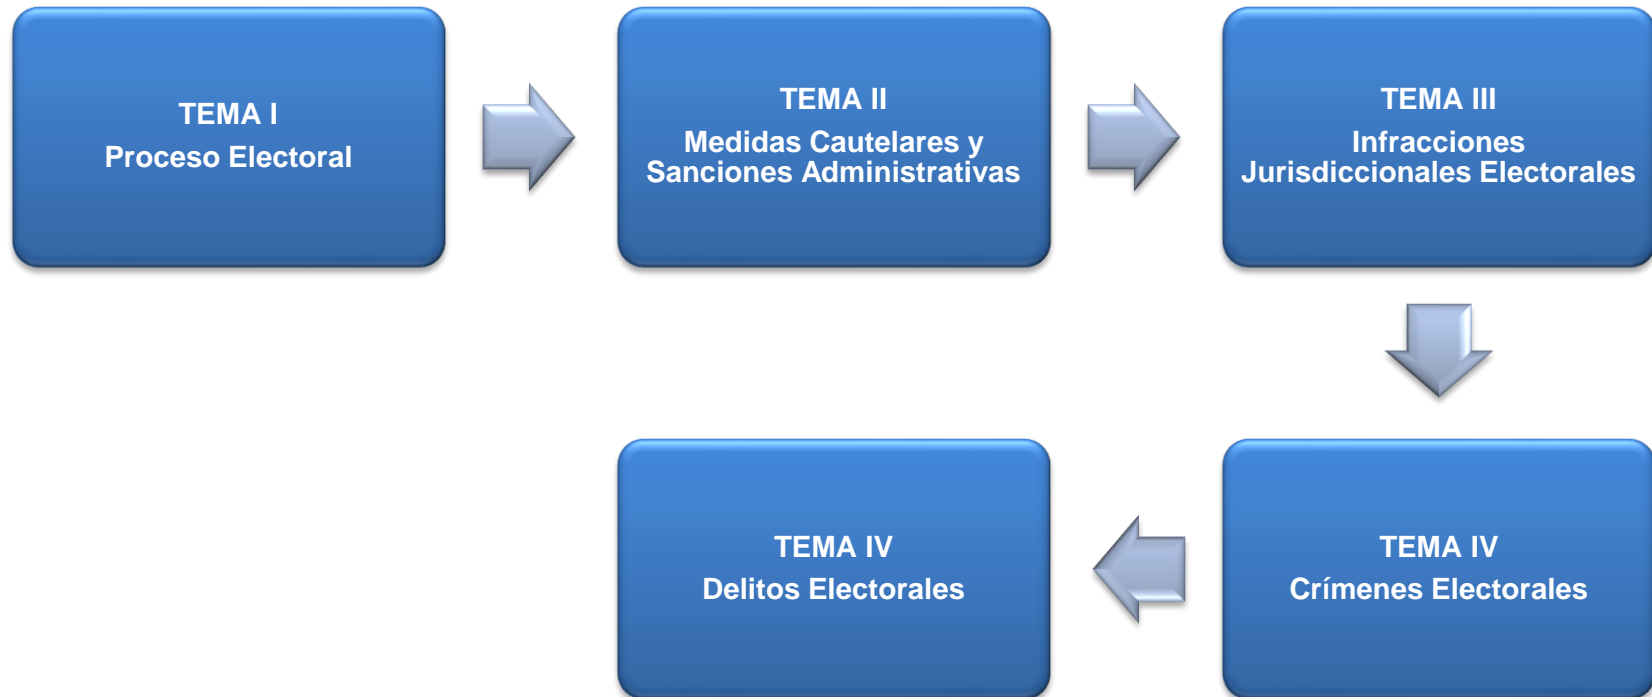 TEMA I
Proceso Electoral
TEMA II
Medidas Cautelares y
Sanciones Administrativas
TEMA III
Infracciones
Jurisdiccionales Electorales
TEMA IV
Crímenes Electorales
TEMA IV
Delitos Electorales